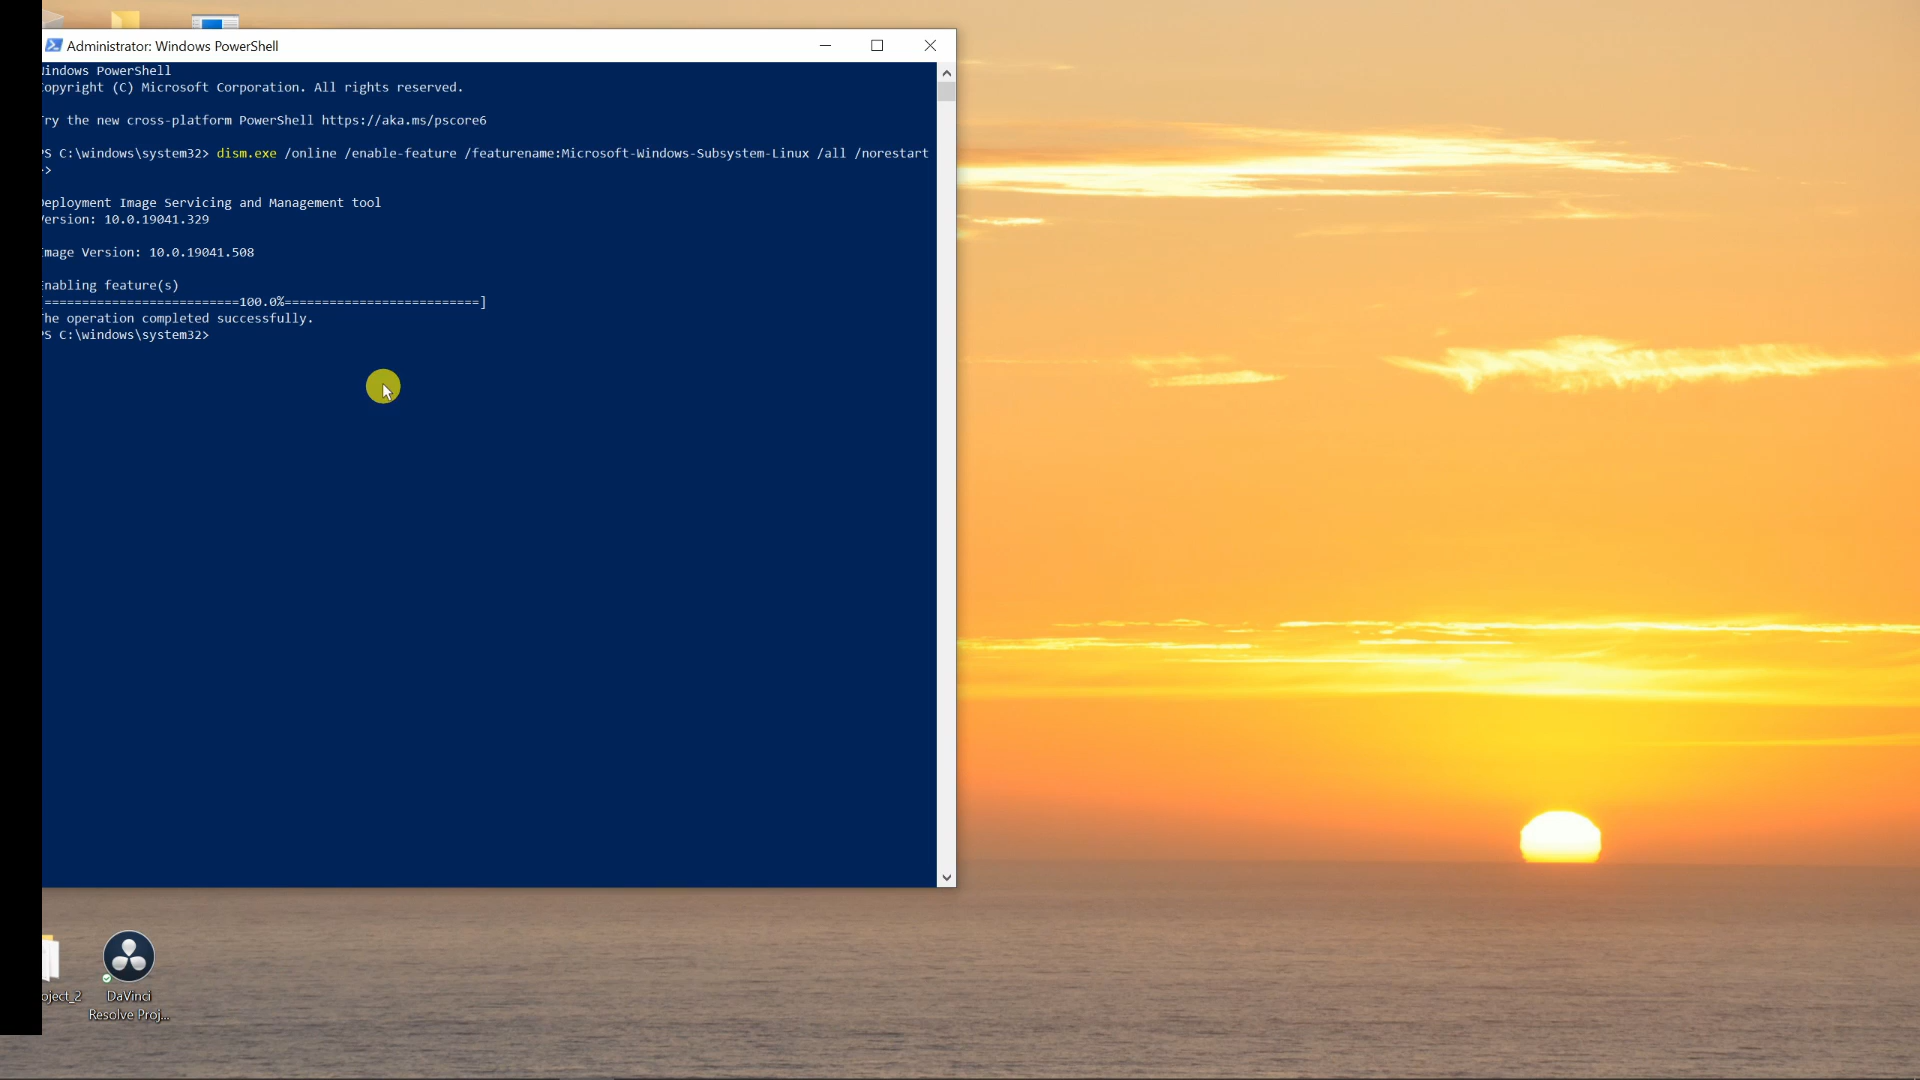 Administrator: Windows PowerShell
indows PowerShell
opyright (C) Microsoft Corporation. All rights reserved.
ry the new cross-platform PowerShell https://aka.ms/pscore6
PS C:\windows\system32> dism.exe /online /enable-feature /featurename:Microsoft-Windows-Subsystem-Linux /all /norestart
>>
eployment Image Servicing and Management tool
ersion: 10.0.19041.329
mage Version: 10.0.19041.508
nabling feature(s)
[==========================100.0%==========================]
he operation completed successfully.
PS C:\windows\system32>
oject_2
DaVinci
Resolve Proj...